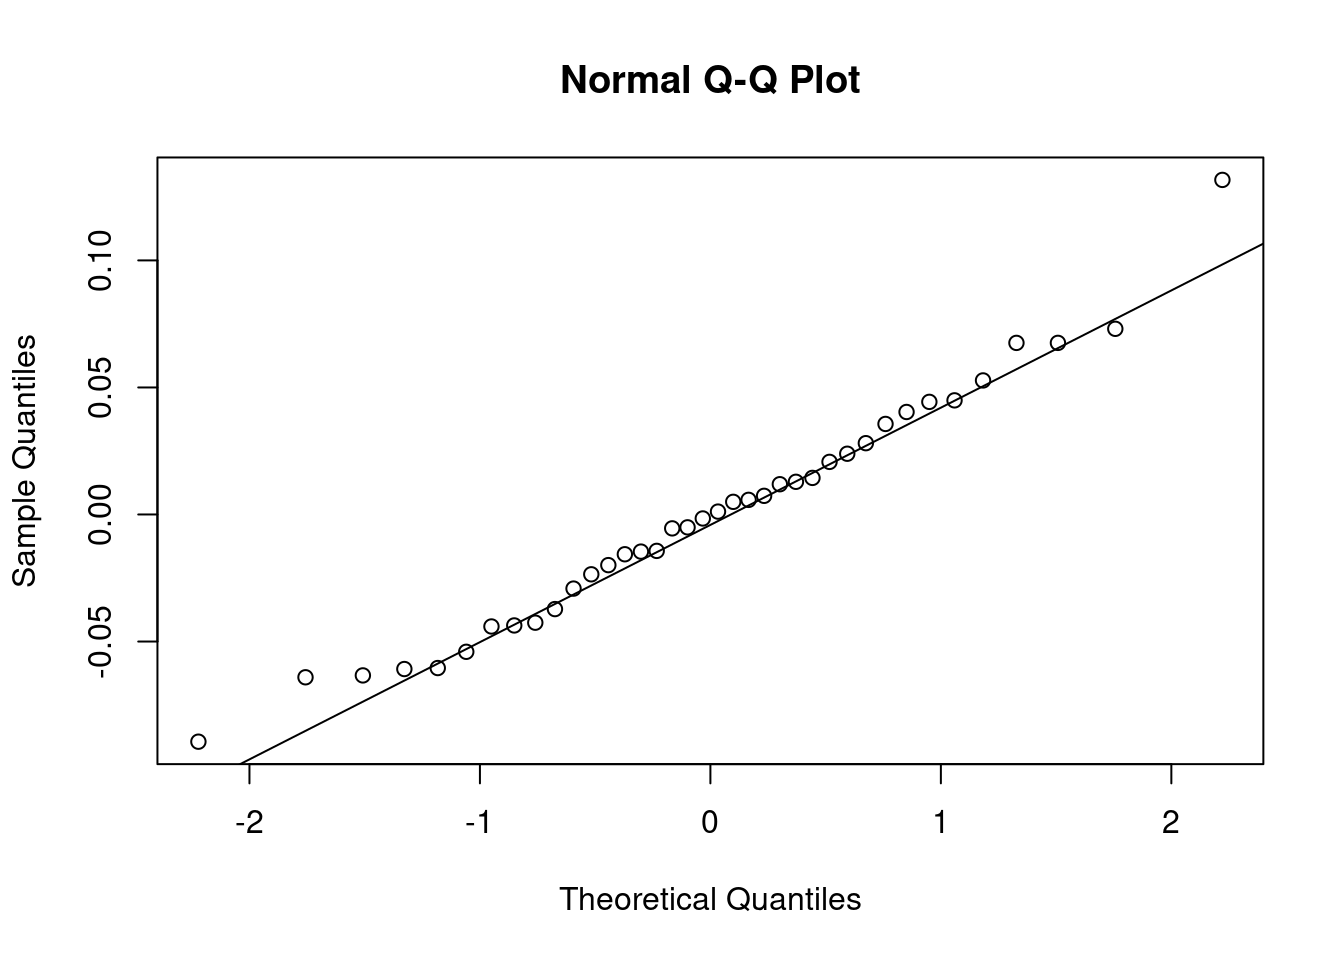 Normal Q-Q Plot
Sample Quantiles
0.10
0.05
0.00
-0.05
-2 -1 0 1 2
Theoretical Quantiles